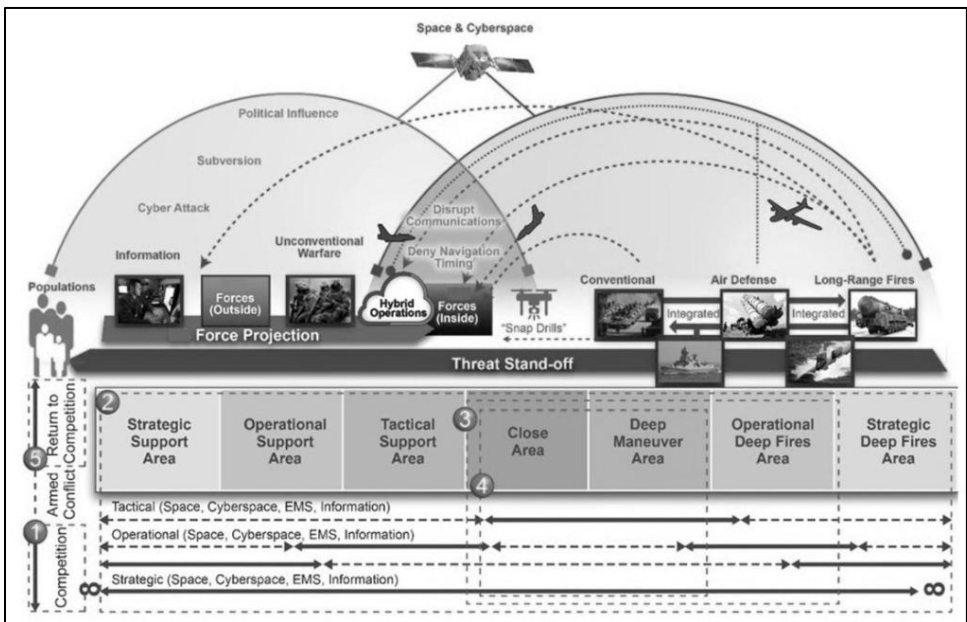 Space & Cyberspace
Political Influence
Subversion
Cyber Attack
Disrupt
Communications
Deny Navigation
Timing
Information
Unconventional
Warfare
Populations
Forces
(Outside)
Hybrid
Operations
Forces
(Inside)
"Snap Drills"
Conventional
Air Defense
Long-Range Fires
Integrated
Integrated
Force Projection
Threat Stand-off
Return to
Competition
Armed
Conflict
Competition
5
1
2
3
4
Strategic
Support
Area
Operational
Support
Area
Tactical
Support
Area
Close
Area
Deep
Maneuver
Area
Operational
Deep Fires
Area
Strategic
Deep Fires
Area
Tactical (Space, Cyberspace, EMS, Information)
Operational (Space, Cyberspace, EMS, Information)
Strategic (Space, Cyberspace, EMS, Information)
∞
∞